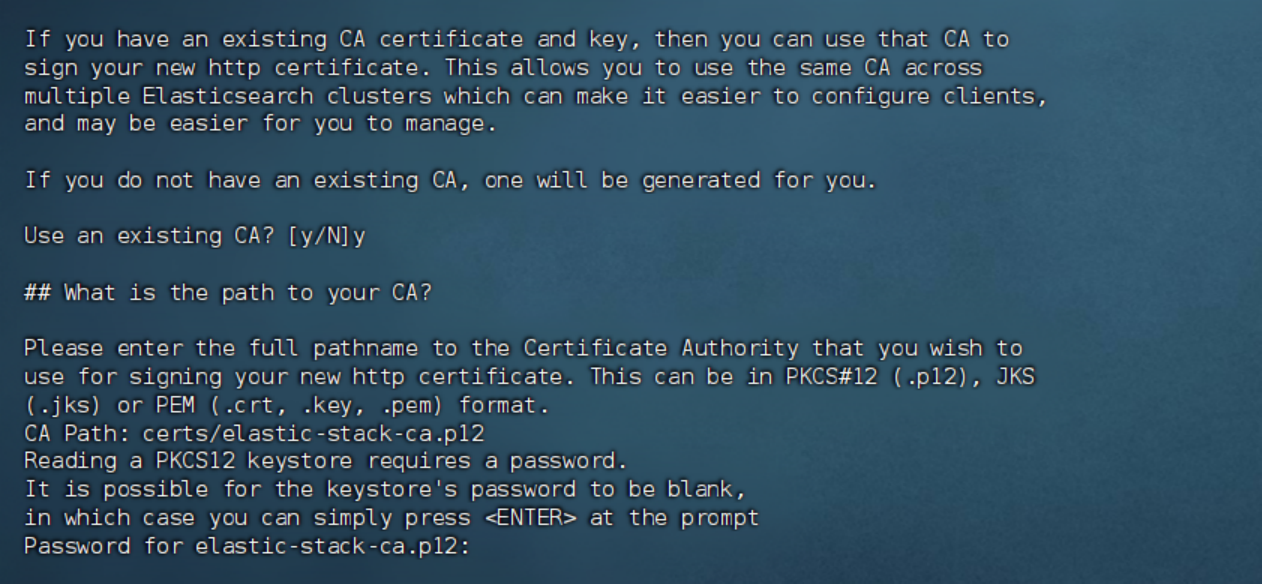 If you have an existing CA certificate and key, then you can use that CA to
sign your new http certificate. This allows you to use the same CA across
multiple Elasticsearch clusters which can make it easier to configure clients,
and may be easier for you to manage.
If you do not have an existing CA, one will be generated for you.
Use an existing CA? [y/N]y
## What is the path to your CA?
Please enter the full pathname to the Certificate Authority that you wish to
use for signing your new http certificate. This can be in PKCS#12 (.p12), JKS
(.jks) or PEM (.crt, .key, .pem) format.
CA Path: certs/elastic-stack-ca.p12
Reading a PKCS12 keystore requires a password.
It is possible for the keystore's password to be blank,
in which case you can simply press <ENTER> at the prompt
Password for elastic-stack-ca.p12: